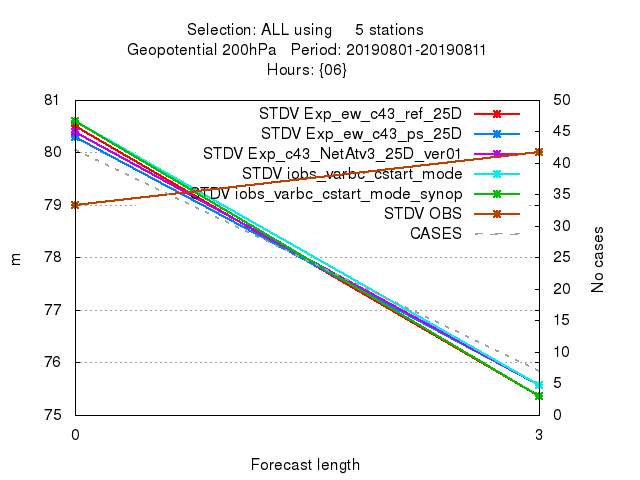 Selection: ALL using 5 stations
Geopotential 200hPa Period: 20190801-20190811
Hours: {06}
81
80
79
78
77
76
75
50
45
40
35
30
25
20
15
10
5
0
STDV Exp_ew_c43_ref_25D
STDV Exp_ew_c43_ps_25D
STDV Exp_c43_NetAtv3_25D_ver01
STDV iobs_varbc_cstart_mode
STDV iobs_varbc_cstart_mode_synop
STDV OBS
CASES
m
No cases
0 3
Forecast length